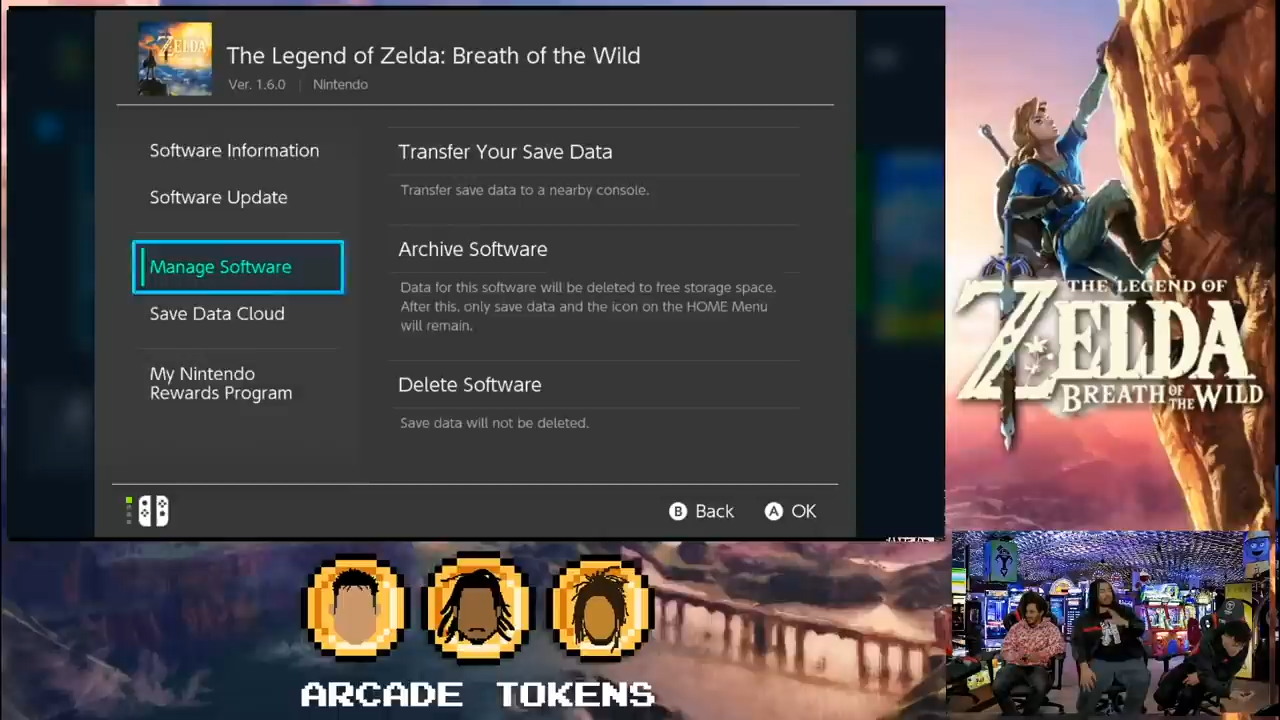 ZELDA
The Legend of Zelda: Breath of the Wild
Ver. 1.6.0 | Nintendo
Software Information
Software Update
Manage Software
Save Data Cloud
My Nintendo
Rewards Program
Transfer Your Save Data
Transfer save data to a nearby console.
Archive Software
Data for this software will be deleted to free storage space.
After this, only save data and the icon on the HOME Menu
will remain.
Delete Software
Save data will not be deleted.
B Back
A OK
THE LEGEND OF
ZELDA
BREATH OF THE WILD
ARCADE TOKENS